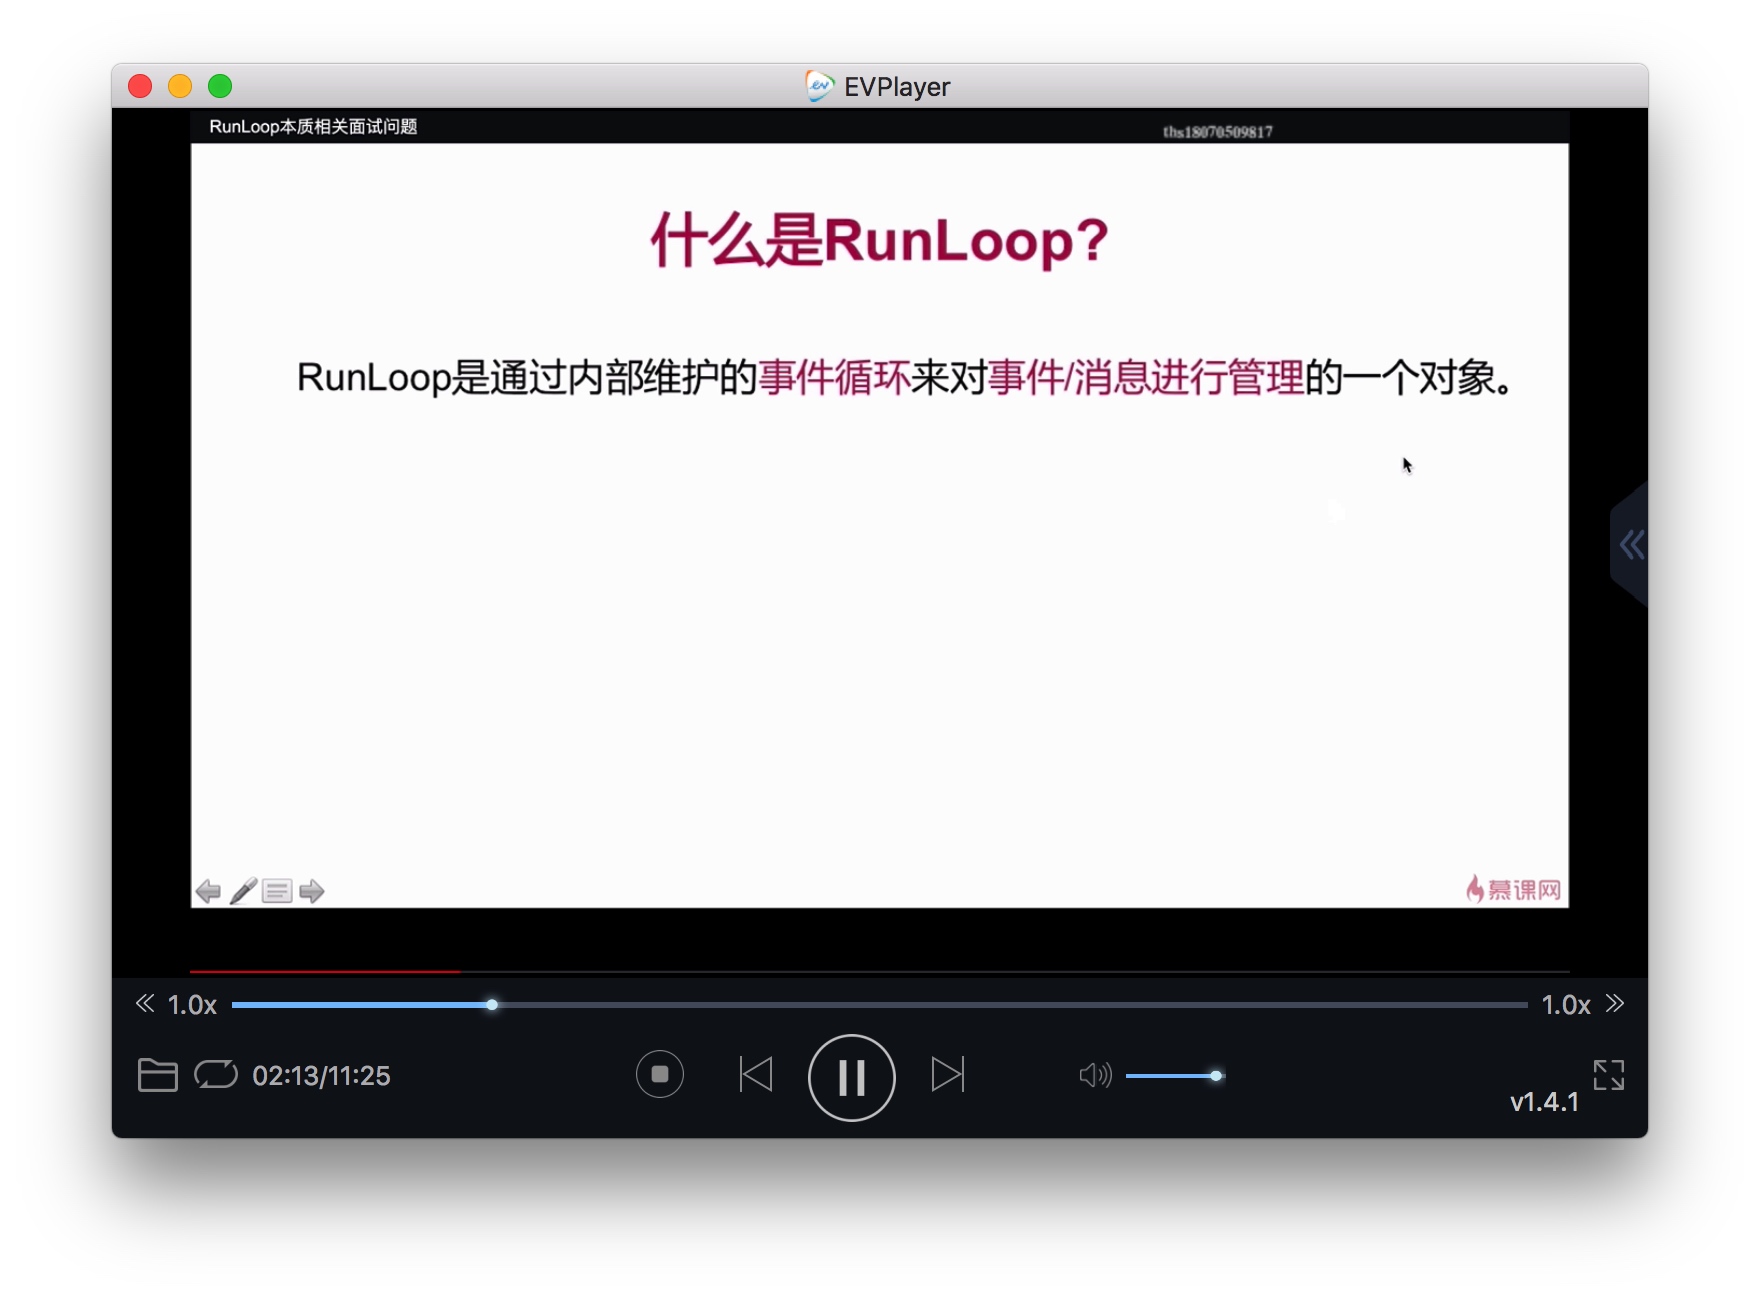 EVPlayer
RunLoop本质相关面试问题
ths18070509817
什么是RunLoop?
RunLoop是通过内部维护的事件循环来对事件/消息进行管理的一个对象。
慕课网
1.0x
1.0x
02:13/11:25
v1.4.1